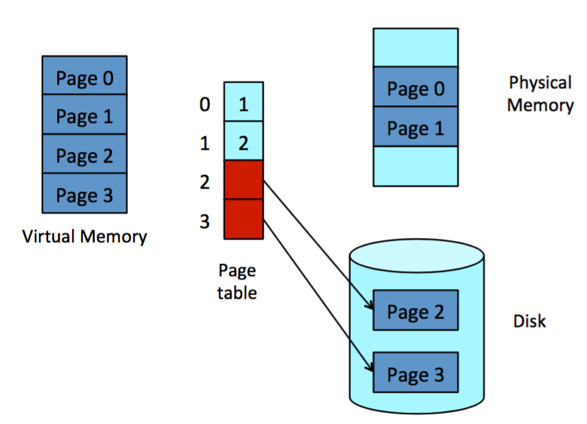 Page 0
Page 1
Page 2
Page 3
Virtual Memory
0 1
1 2
2
3
Page
table
Page 0
Page 1
Physical
Memory
Page 2
Page 3
Disk